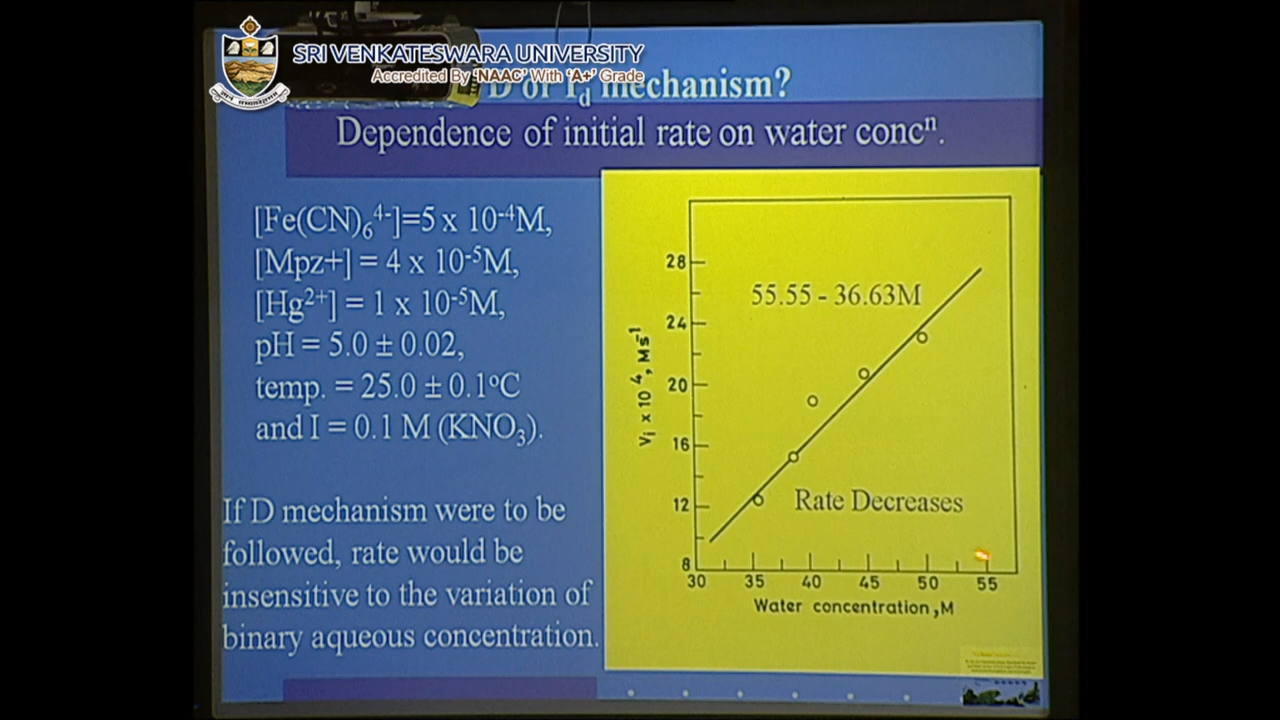 SRI VENKATESWARA UNIVERSITY
Accredited By 'NAAC' With 'A+' Grade
D or I_d mechanism?
Dependence of initial rate on water concⁿ.
[Fe(CN)₆⁴⁻]=5 x 10⁻⁴M,
[Mpz+] = 4 x 10⁻⁵M,
[Hg²⁺] = 1 x 10⁻⁵M,
pH = 5.0 ± 0.02,
temp. = 25.0 ± 0.1ºC
and I = 0.1 M (KNO₃).
If D mechanism were to be
followed, rate would be
insensitive to the variation of
binary aqueous concentration.
28
55.55 - 36.63M
24
Vᵢ x 10⁴, Ms⁻¹
20
16
12
Rate Decreases
8
30 35 40 45 50 55
Water concentration, M